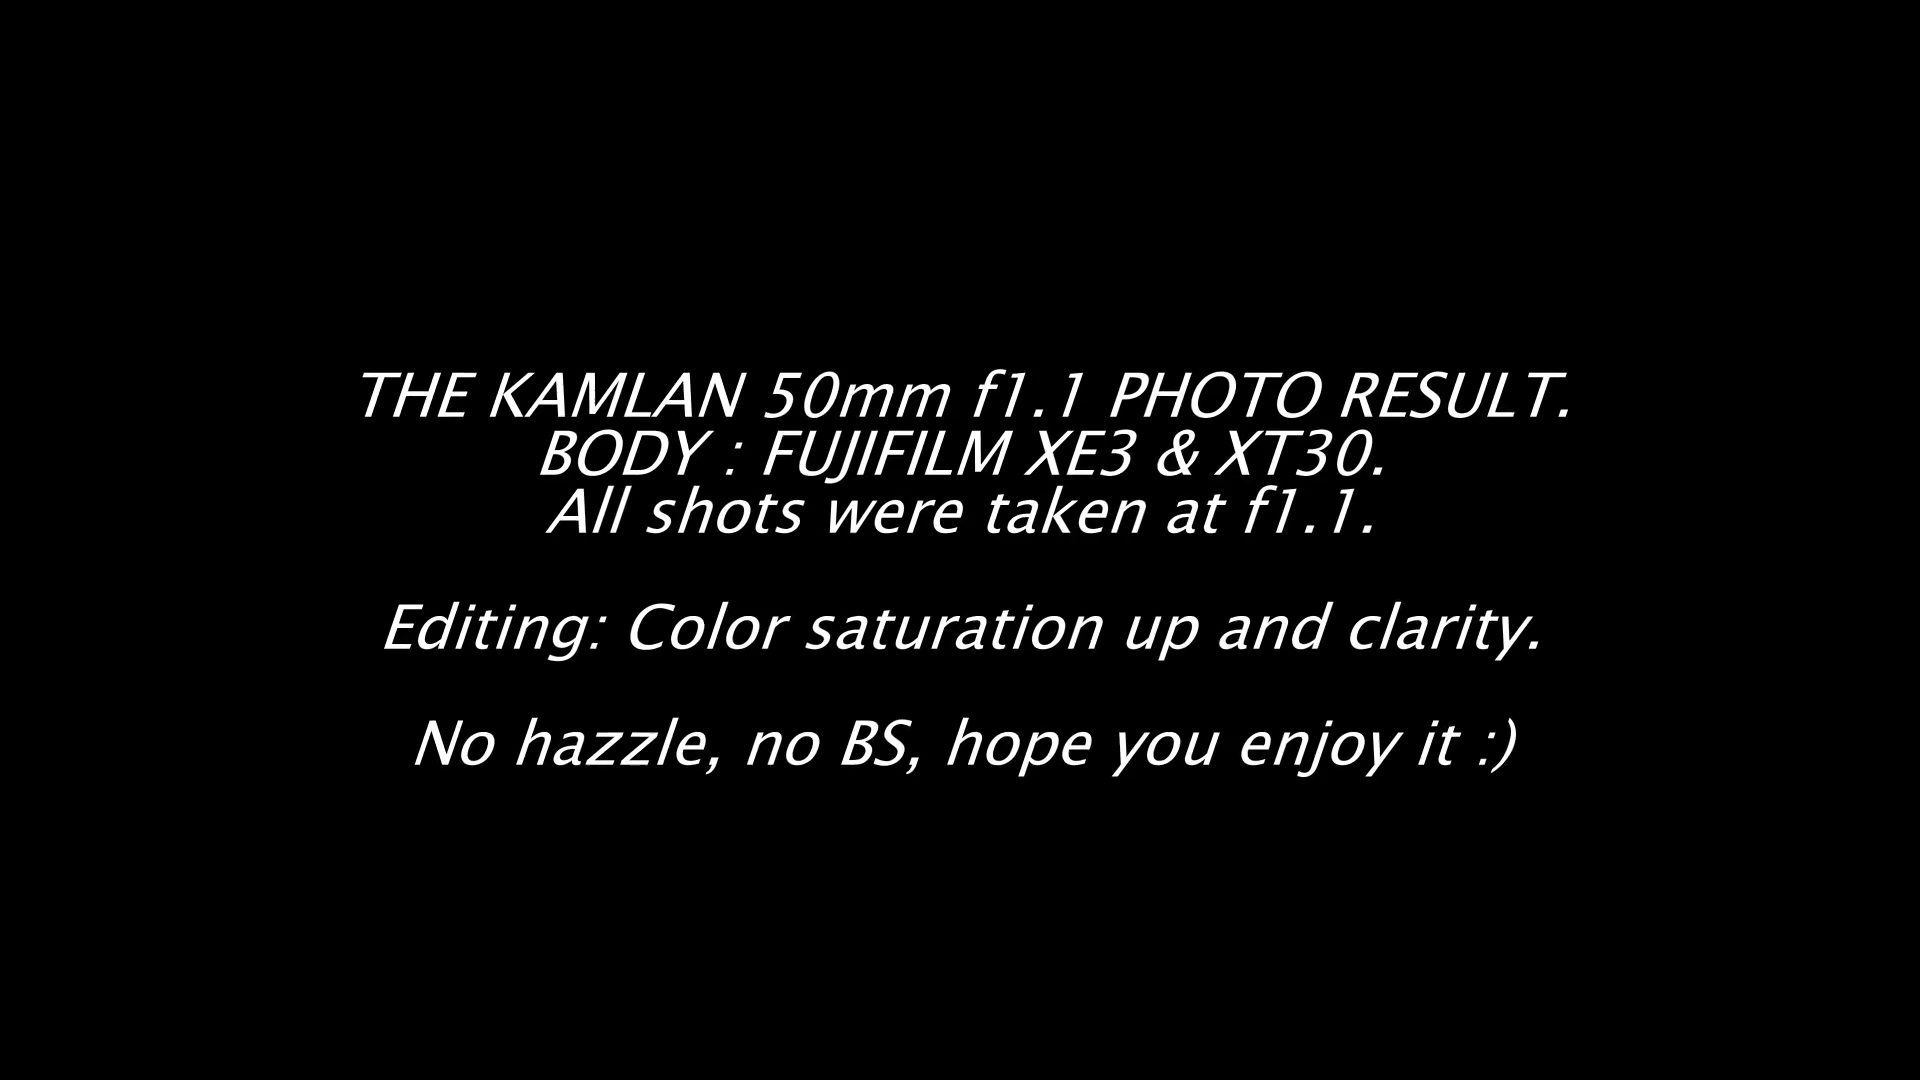 THE KAMLAN 50mm f1.1 PHOTO RESULT.
BODY : FUJIFILM XE3 & XT30.
All shots were taken at f1.1.
Editing: Color saturation up and clarity.
No hazzle, no BS, hope you enjoy it :)